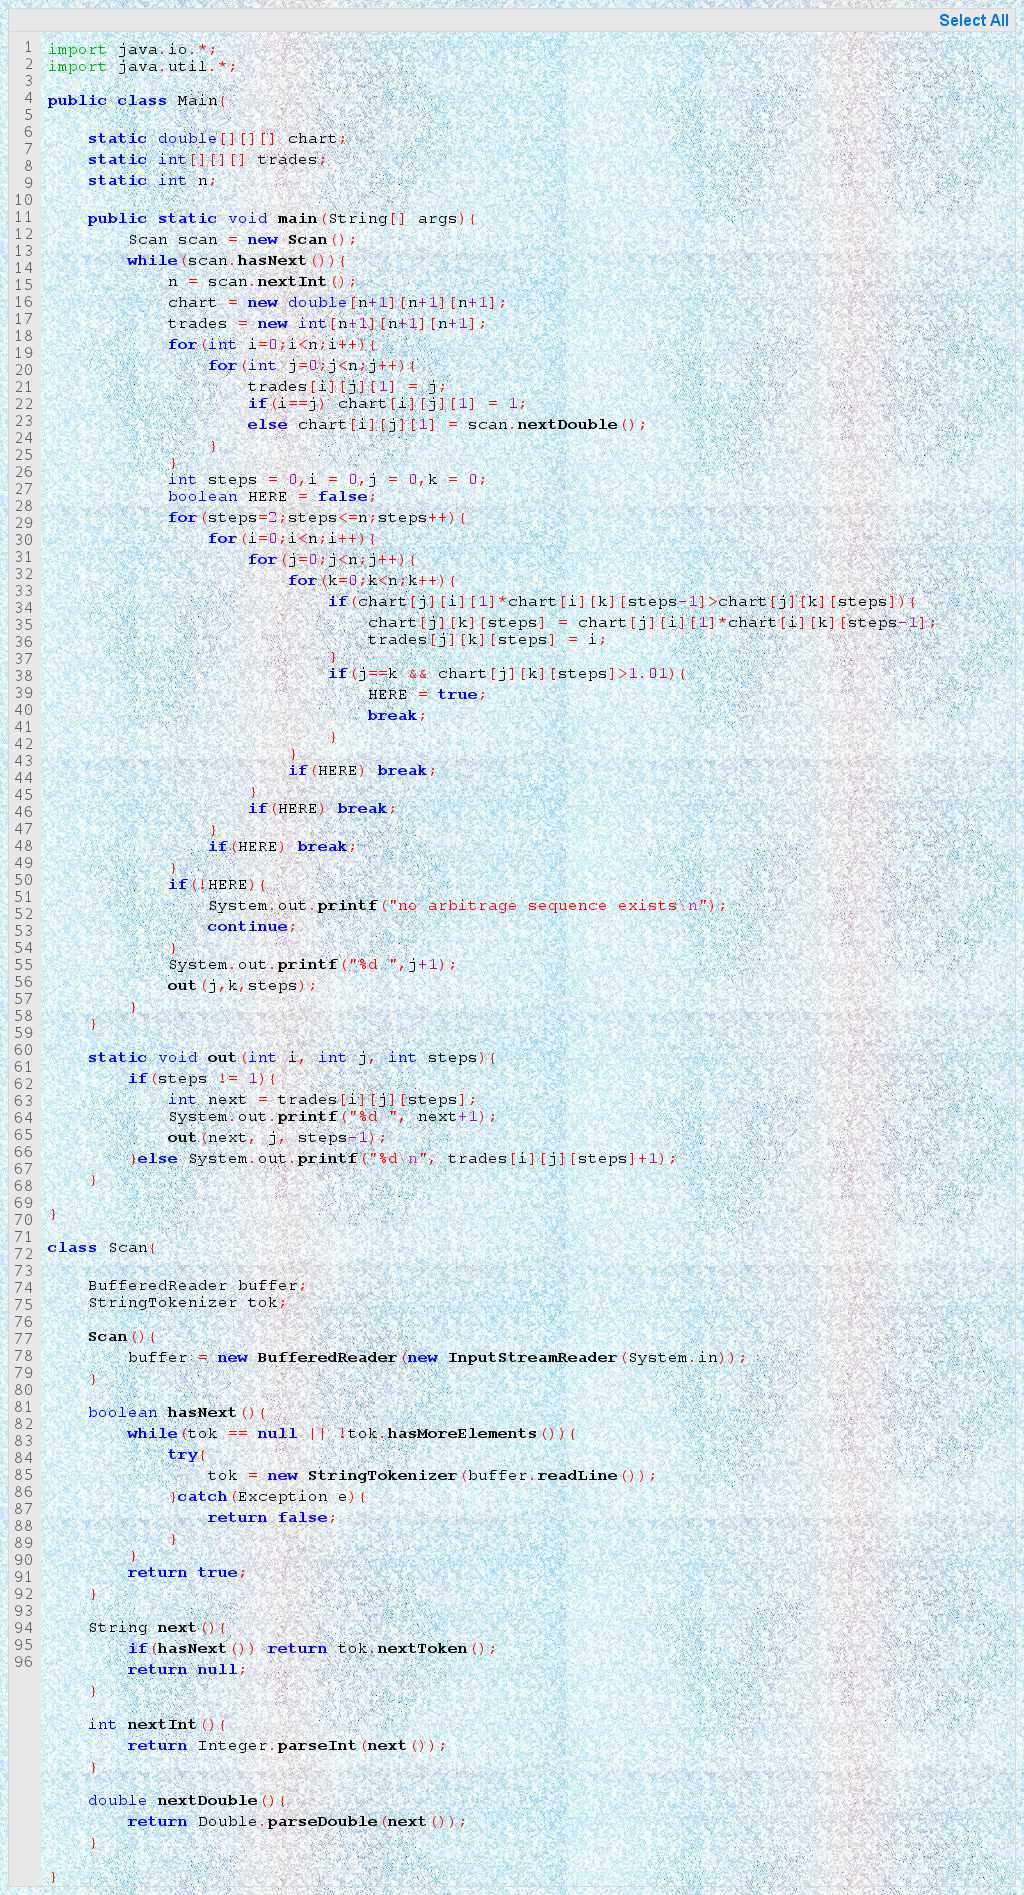 Select All
1 import java.io.*;
2 import java.util.*;
3
4 public class Main{
5
6     static double[][][] chart;
7     static int[][][] trades;
8     static int n;
9
10     public static void main(String[] args){
11         Scan scan = new Scan();
12         while(scan.hasNext()){
13             n = scan.nextInt();
14             chart = new double[n+1][n+1][n+1];
15             trades = new int[n+1][n+1][n+1];
16             for(int i=0;i<n;i++){
17                 for(int j=0;j<n;j++){
18                     trades[i][j][1] = j;
19                     if(i==j) chart[i][j][1] = 1;
20                     else chart[i][j][1] = scan.nextDouble();
21                 }
22             }
23             int steps = 0,i = 0,j = 0,k = 0;
24             boolean HERE = false;
25             for(steps=2;steps<=n;steps++){
26                 for(i=0;i<n;i++){
27                     for(j=0;j<n;j++){
28                         for(k=0;k<n;k++){
29                             if(chart[j][i][1]*chart[i][k][steps-1]>chart[j][k][steps]){
30                                 chart[j][k][steps] = chart[j][i][1]*chart[i][k][steps-1];
31                                 trades[j][k][steps] = i;
32                             }
33                             if(j==k && chart[j][k][steps]>1.01){
34                                 HERE = true;
35                                 break;
36                             }
37                         }
38                         if(HERE) break;
39                     }
40                     if(HERE) break;
41                 }
42                 if(HERE) break;
43             }
44             if(!HERE){
45                 System.out.printf("no arbitrage sequence exists\n");
46                 continue;
47             }
48             System.out.printf("%d ",j+1);
49             out(j,k,steps);
50         }
51     }
52
53     static void out(int i, int j, int steps){
54         if(steps != 1){
55             int next = trades[i][j][steps];
56             System.out.printf("%d ", next+1);
57             out(next, j, steps-1);
58         }else System.out.printf("%d\n", trades[i][j][steps]+1);
59     }
60
61 }
62
63 class Scan{
64
65     BufferedReader buffer;
66     StringTokenizer tok;
67
68     Scan(){
69         buffer = new BufferedReader(new InputStreamReader(System.in));
70     }
71
72     boolean hasNext(){
73         while(tok == null || !tok.hasMoreElements()){
74             try{
75                 tok = new StringTokenizer(buffer.readLine());
76             }catch(Exception e){
77                 return false;
78             }
79         }
80         return true;
81     }
82
83     String next(){
84         if(hasNext()) return tok.nextToken();
85         return null;
86     }
87
88     int nextInt(){
89         return Integer.parseInt(next());
90     }
91
92     double nextDouble(){
93         return Double.parseDouble(next());
94     }
95
96 }